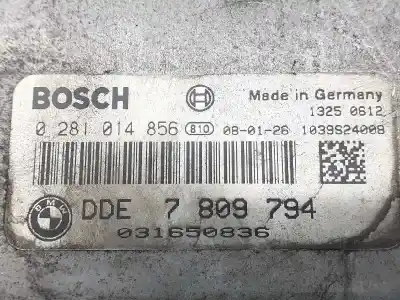 BOSCH Made in Germany
1325 0612
0 281 014 856 810 08-01-26 1039S24008
BMW
DDE 7 809 794
031650836